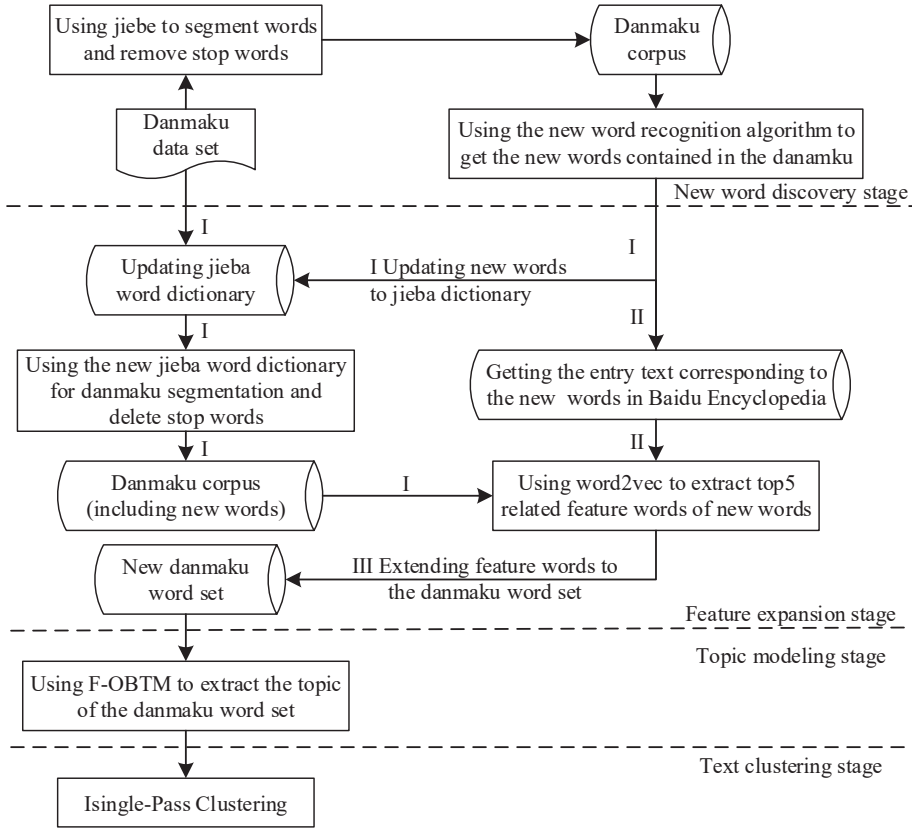 Using jiebe to segment words
and remove stop words
Danmaku
corpus
Danmaku
data set
Using the new word recognition algorithm to
get the new words contained in the danamku
New word discovery stage
I
I
Updating jieba
word dictionary
I Updating new words
to jieba dictionary
II
I
Using the new jieba word dictionary
for danmaku segmentation and
delete stop words
Getting the entry text corresponding to
the new words in Baidu Encyclopedia
I
II
Danmaku corpus
(including new words)
I
Using word2vec to extract top5
related feature words of new words
New danmaku
word set
III Extending feature words to
the danmaku word set
Feature expansion stage
Topic modeling stage
Using F-OBTM to extract the topic
of the danmaku word set
Text clustering stage
Isingle-Pass Clustering